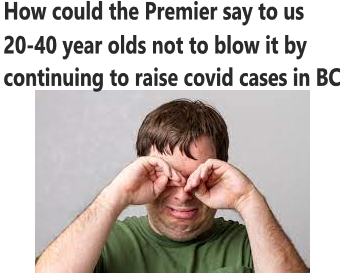 How could the Premier say to us
20-40 year olds not to blow it by
continuing to raise covid cases in BC